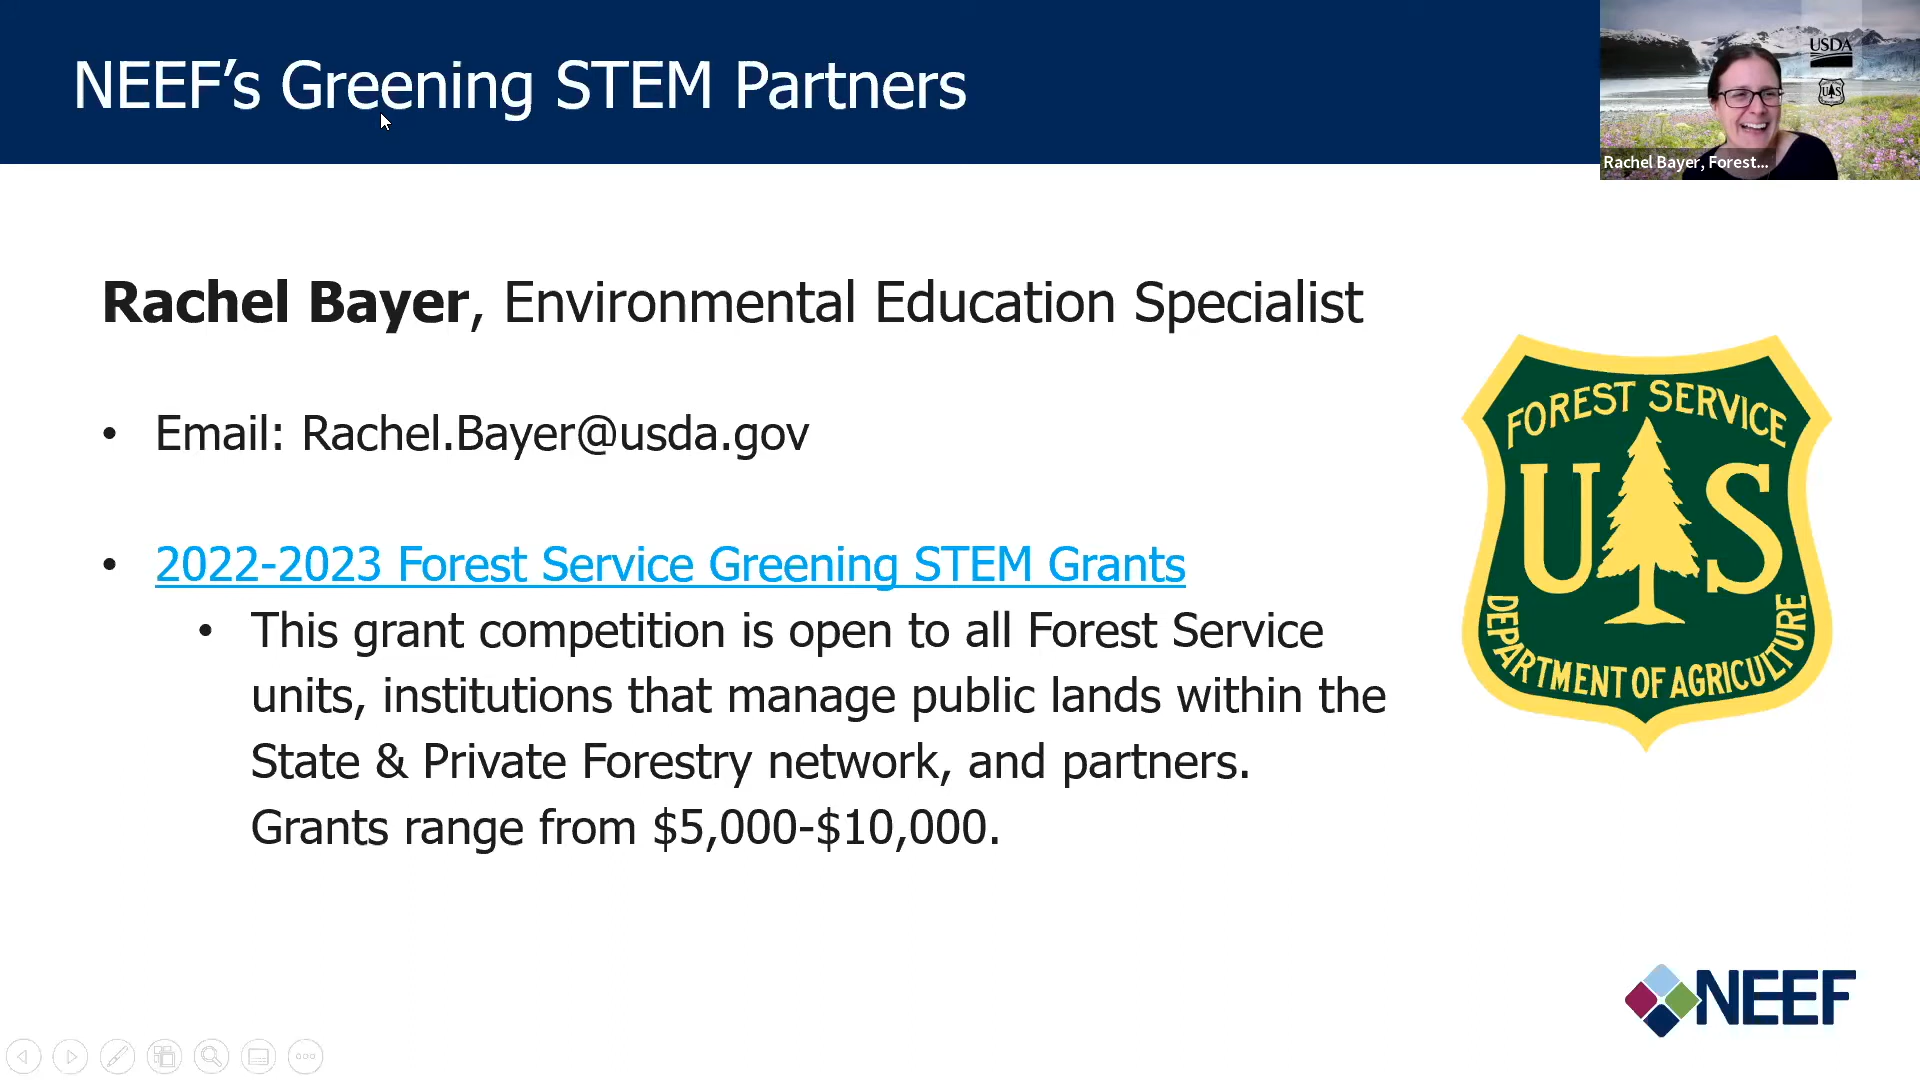 NEEF’s Greening STEM Partners
USDA
US
Rachel Bayer, Forest...
Rachel Bayer, Environmental Education Specialist
• Email: Rachel.Bayer@usda.gov
• 2022-2023 Forest Service Greening STEM Grants
• This grant competition is open to all Forest Service
units, institutions that manage public lands within the
State & Private Forestry network, and partners.
Grants range from $5,000-$10,000.
FOREST SERVICE
U S
DEPARTMENT OF AGRICULTURE
NEEF